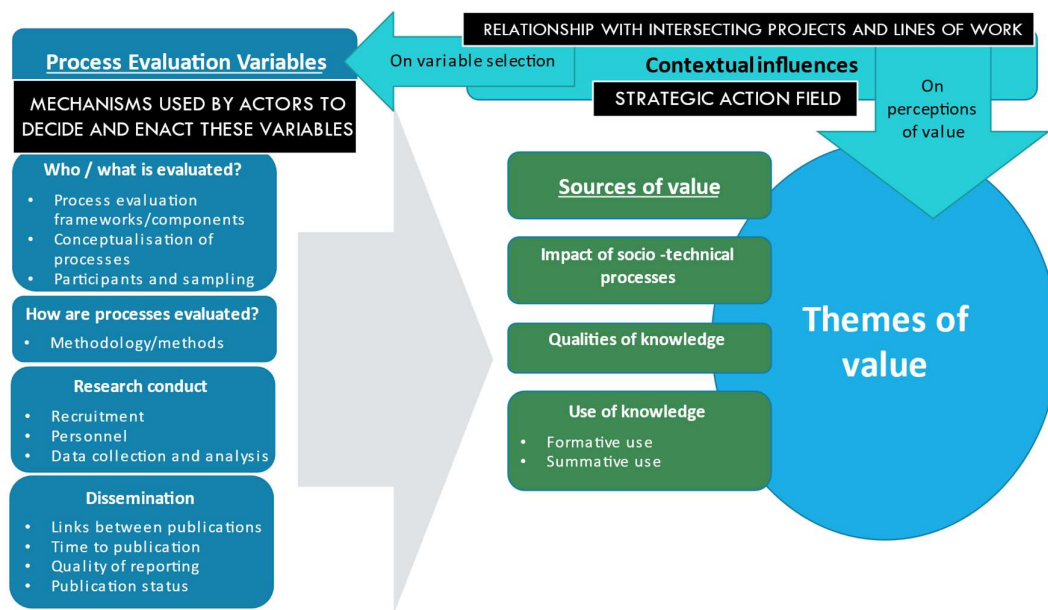 RELATIONSHIP WITH INTERSECTING PROJECTS AND LINES OF WORK
Process Evaluation Variables
On variable selection
Contextual influences
MECHANISMS USED BY ACTORS TO
DECIDE AND ENACT THESE VARIABLES
STRATEGIC ACTION FIELD
On
perceptions
of value
Who / what is evaluated?
• Process evaluation
frameworks/components
• Conceptualisation of
processes
• Participants and sampling
How are processes evaluated?
• Methodology/methods
Research conduct
• Recruitment
• Personnel
• Data collection and analysis
Dissemination
• Links between publications
• Time to publication
• Quality of reporting
• Publication status
Sources of value
Impact of socio -technical
processes
Qualities of knowledge
Use of knowledge
• Formative use
• Summative use
Themes of
value